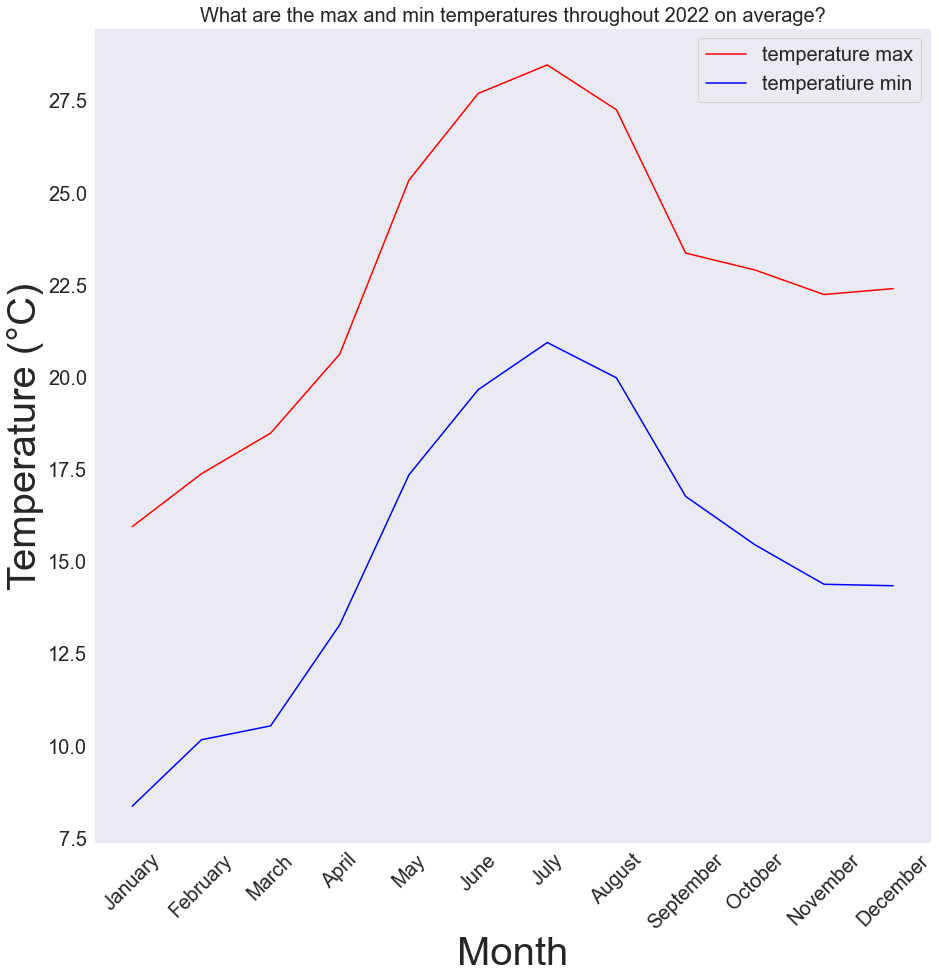 What are the max and min temperatures throughout 2022 on average?
temperature max
temperatiure min
27.5
25.0
22.5
20.0
17.5
15.0
12.5
10.0
7.5
Temperature (°C)
January
February
March
April
May
June
July
August
September
October
November
December
Month